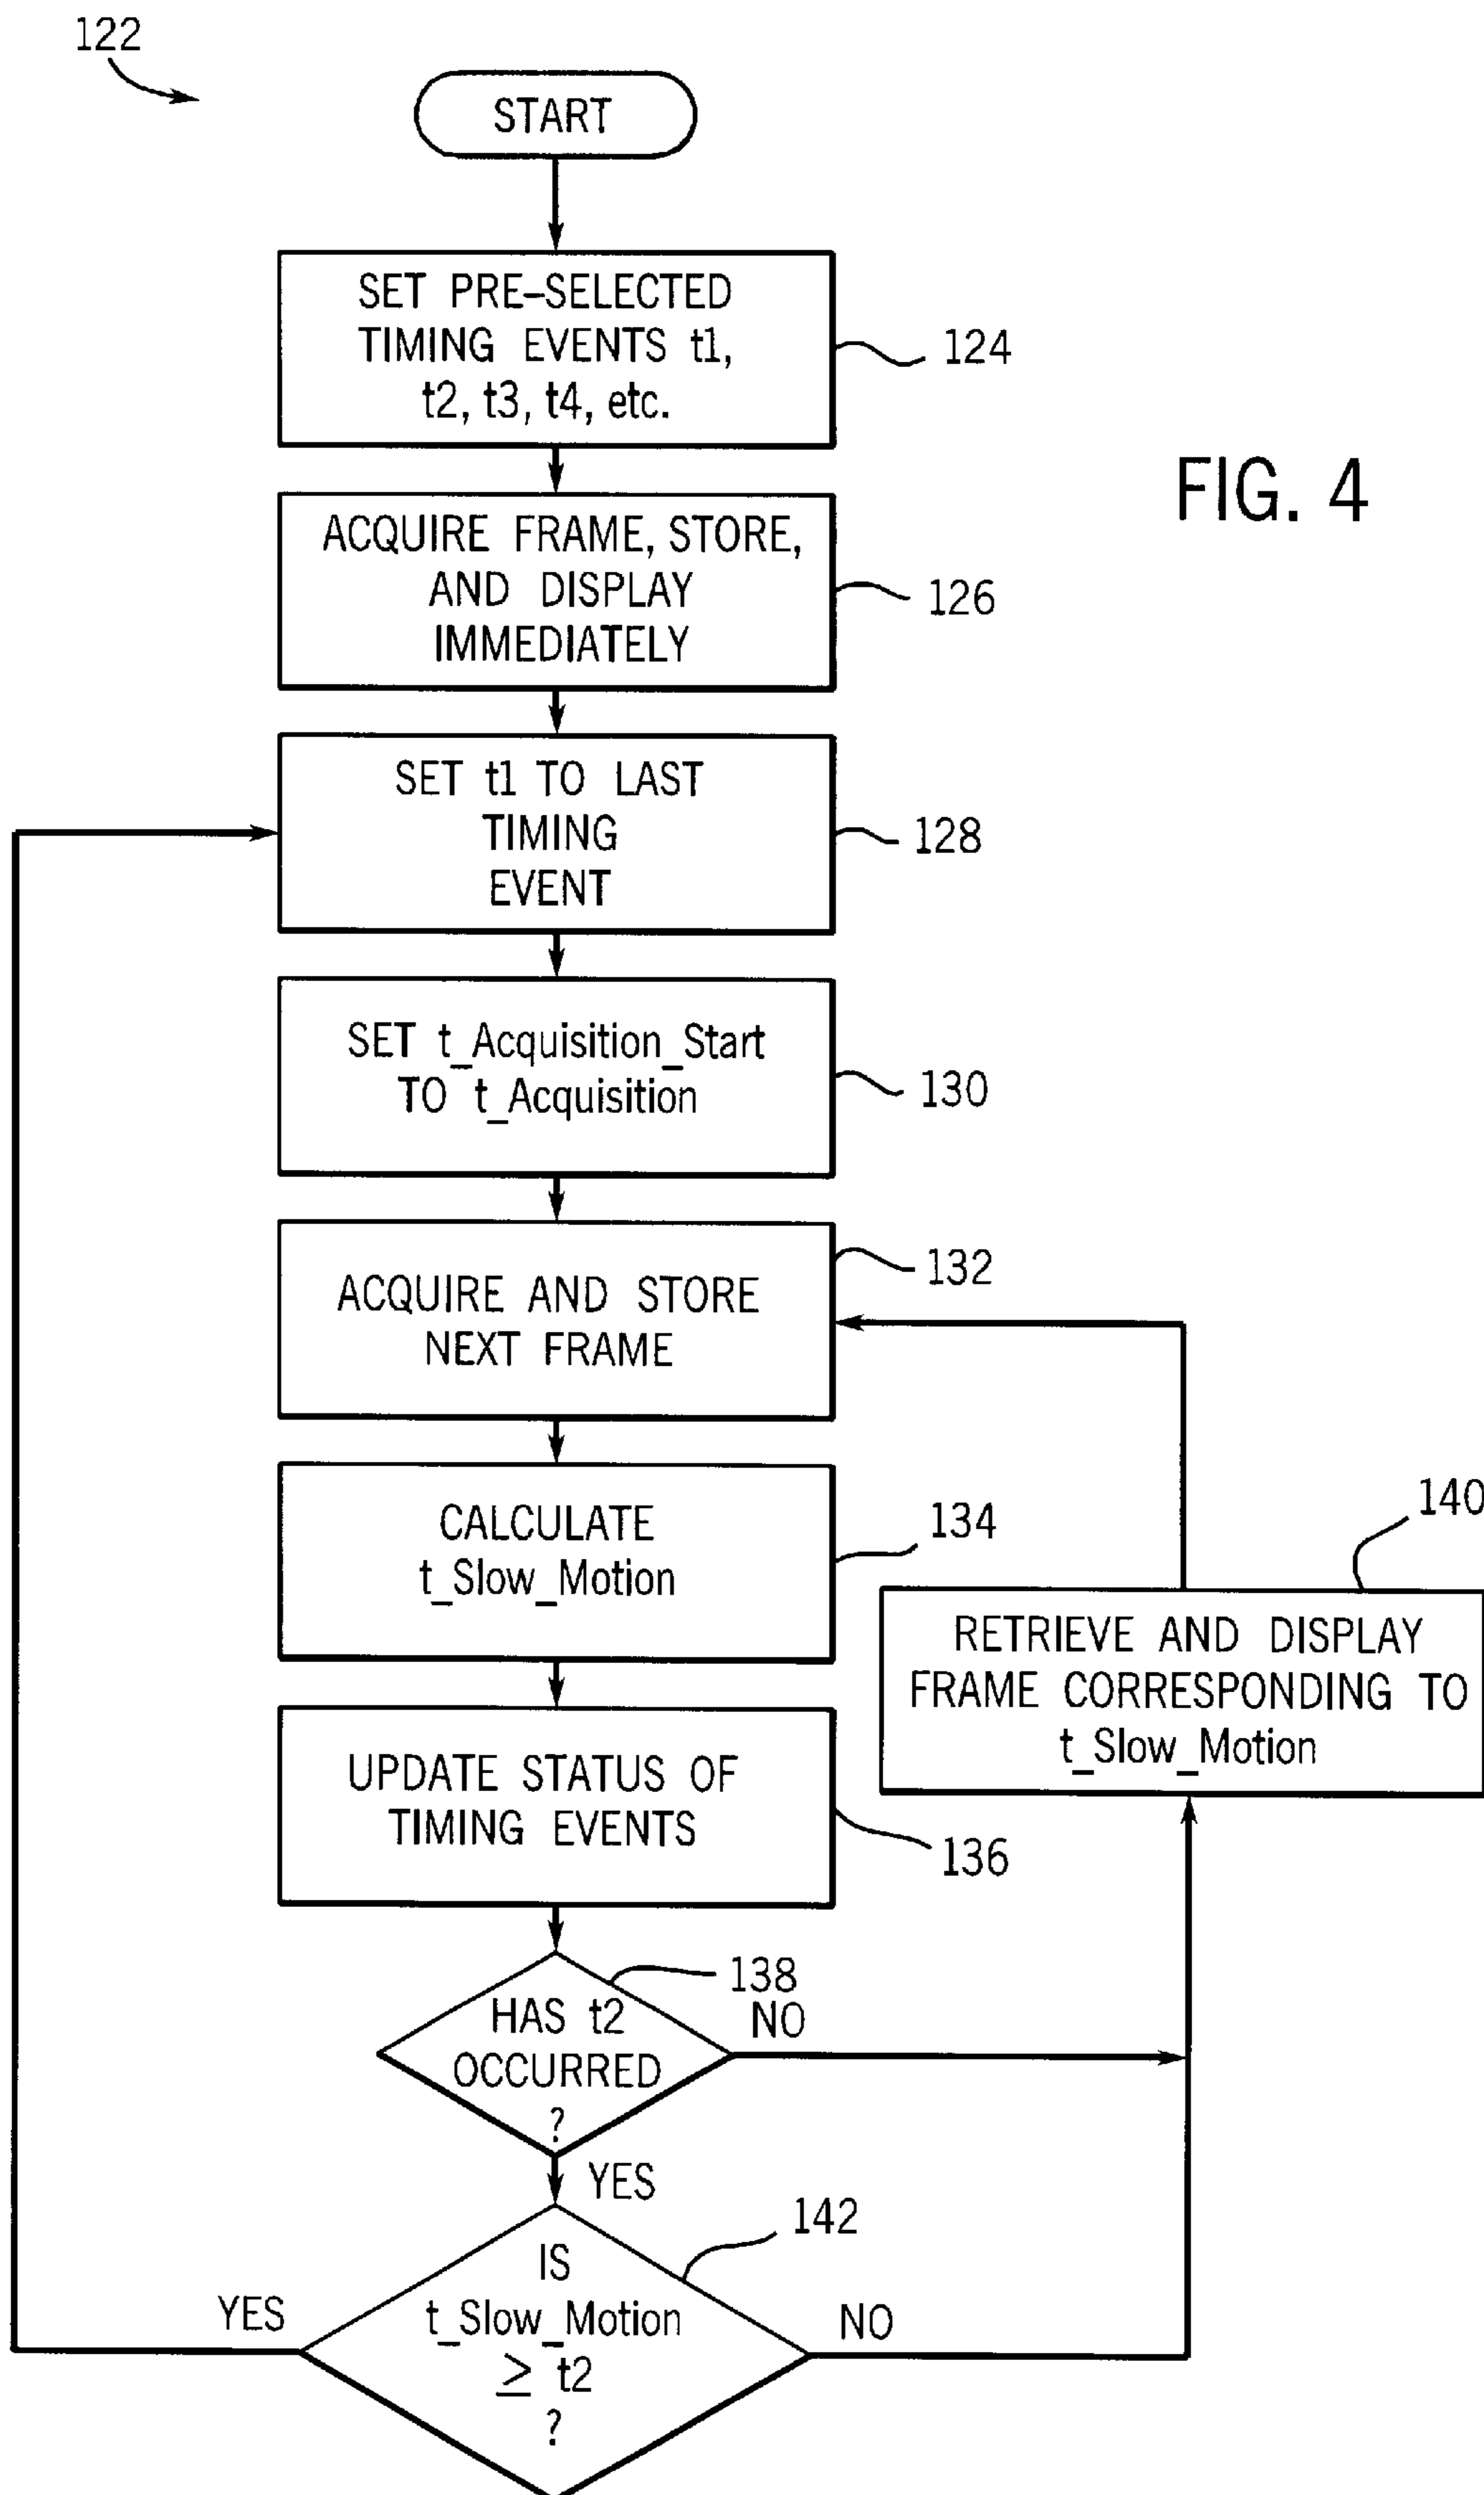 122
START
SET PRE-SELECTED
TIMING EVENTS t1,
t2, t3, t4, etc.
124
FIG. 4
ACQUIRE FRAME, STORE,
AND DISPLAY
IMMEDIATELY
126
SET t1 TO LAST
TIMING
EVENT
128
SET t_Acquisition_Start
TO t_Acquisition
130
ACQUIRE AND STORE
NEXT FRAME
132
CALCULATE
t_Slow_Motion
134
140
RETRIEVE AND DISPLAY
FRAME CORRESPONDING TO
t_Slow_Motion
UPDATE STATUS OF
TIMING EVENTS
136
138
HAS t2
OCCURRED
?
NO
YES
142
IS
t_Slow_Motion
≥ t2
?
YES
NO